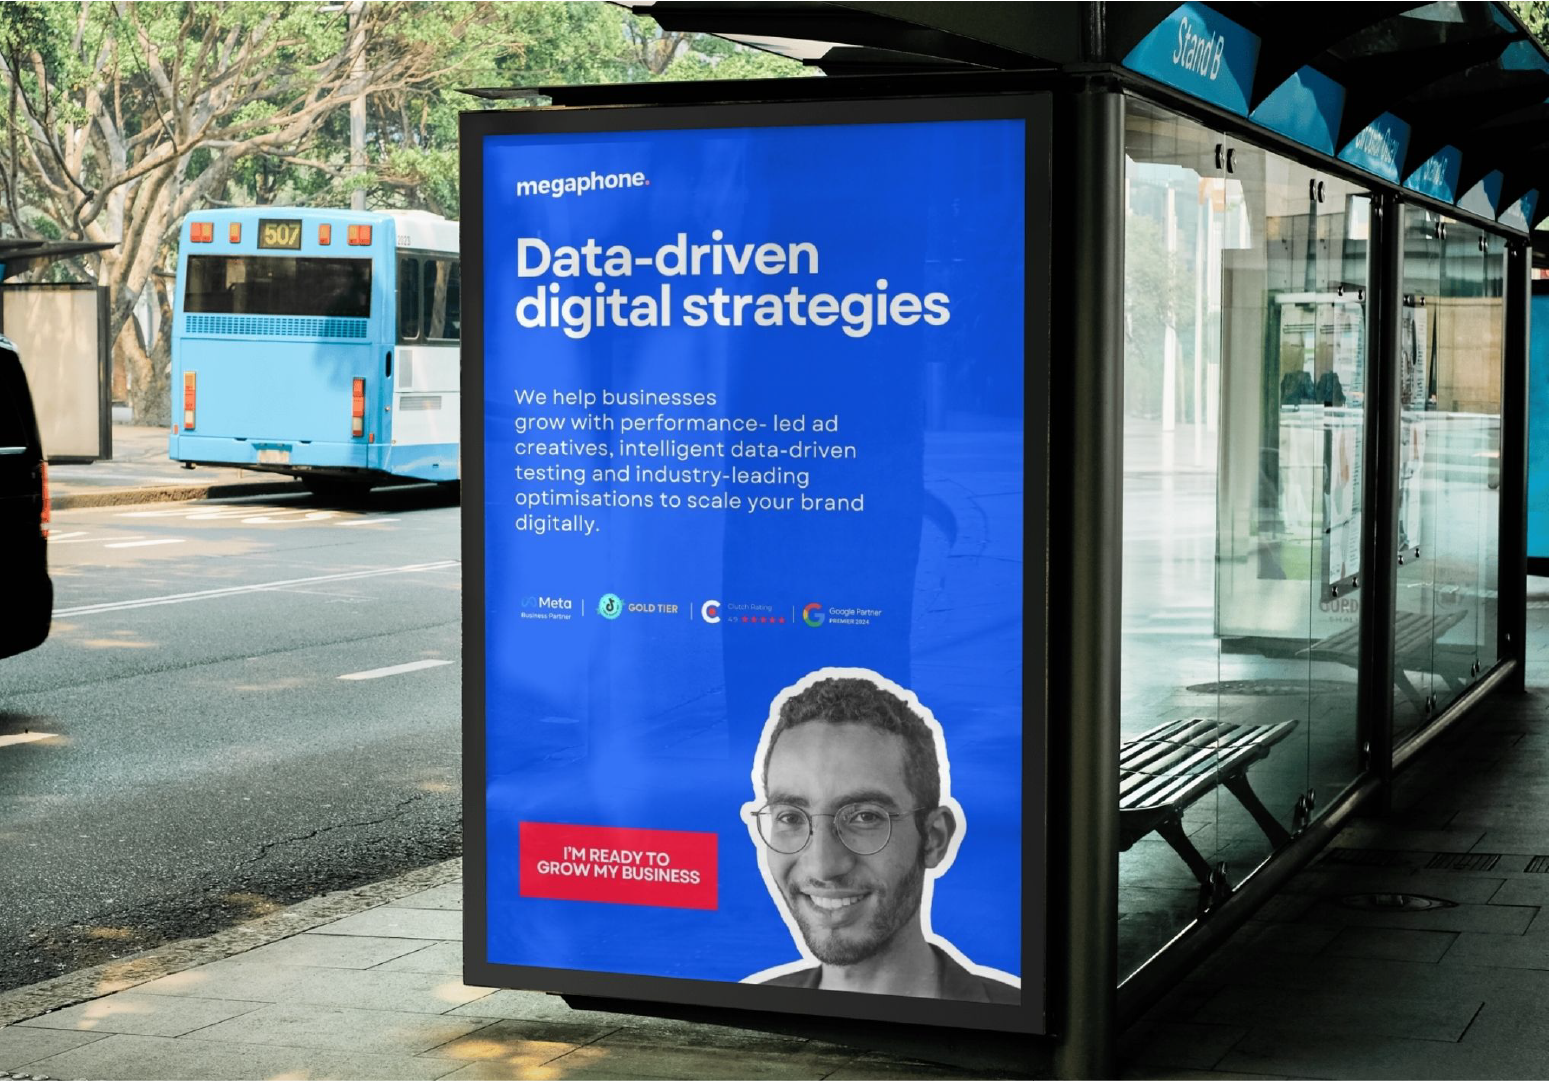 Stand B
507
megaphone.
Data-driven
digital strategies
We help businesses
grow with performance- led ad
creatives, intelligent data-driven
testing and industry-leading
optimisations to scale your brand
digitally.
Meta
Business Partner
GOLD TIER
Clutch Rating
4.9
Google Partner
PREMIER 2024
I'M READY TO
GROW MY BUSINESS